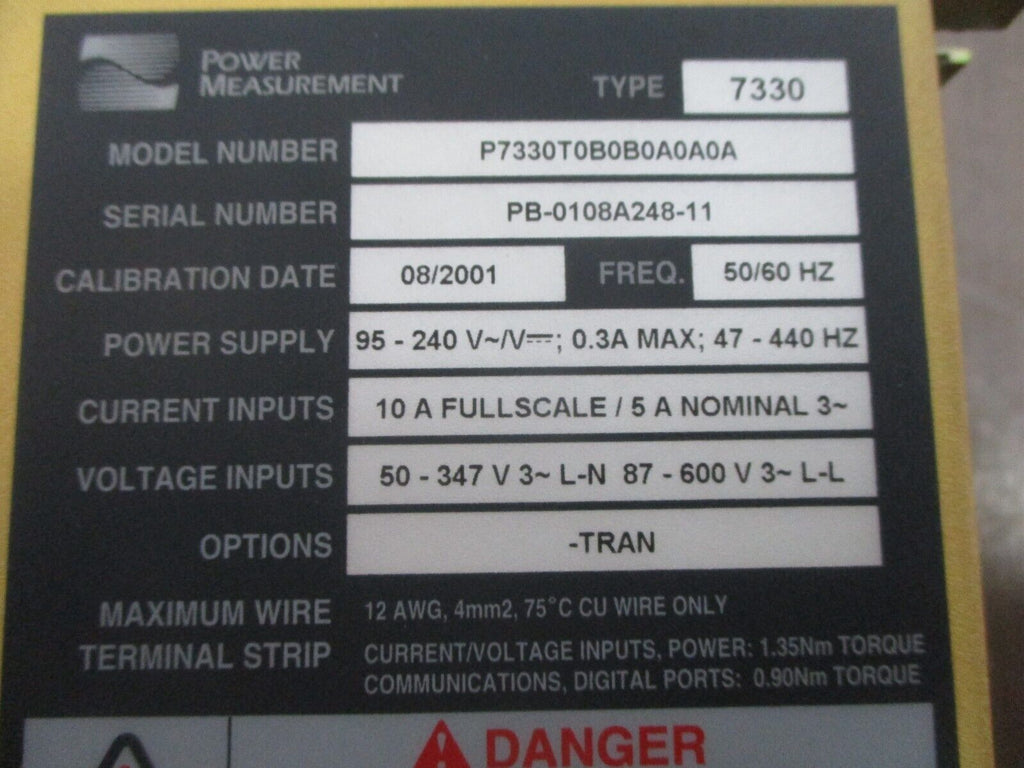 POWER
MEASUREMENT
TYPE 7330
MODEL NUMBER P7330T0B0B0A0A0A
SERIAL NUMBER PB-0108A248-11
CALIBRATION DATE 08/2001 FREQ. 50/60 HZ
POWER SUPPLY 95 - 240 V~/V⎓; 0.3A MAX; 47 - 440 HZ
CURRENT INPUTS 10 A FULLSCALE / 5 A NOMINAL 3~
VOLTAGE INPUTS 50 - 347 V 3~ L-N 87 - 600 V 3~ L-L
OPTIONS -TRAN
MAXIMUM WIRE 12 AWG, 4mm2, 75°C CU WIRE ONLY
TERMINAL STRIP CURRENT/VOLTAGE INPUTS, POWER: 1.35Nm TORQUE
COMMUNICATIONS, DIGITAL PORTS: 0.90Nm TORQUE
DANGER